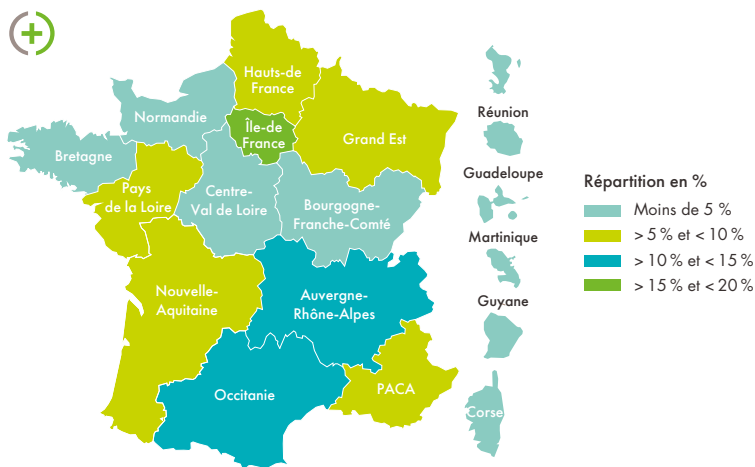 Hauts-de
France
Normandie
Île-de
France
Grand Est
Bretagne
Pays
de la Loire
Centre-
Val de Loire
Bourgogne-
Franche-Comté
Nouvelle-
Aquitaine
Auvergne-
Rhône-Alpes
Occitanie
PACA
Réunion
Guadeloupe
Martinique
Guyane
Corse
Répartition en %
Moins de 5 %
> 5 % et < 10 %
> 10 % et < 15 %
> 15 % et < 20 %